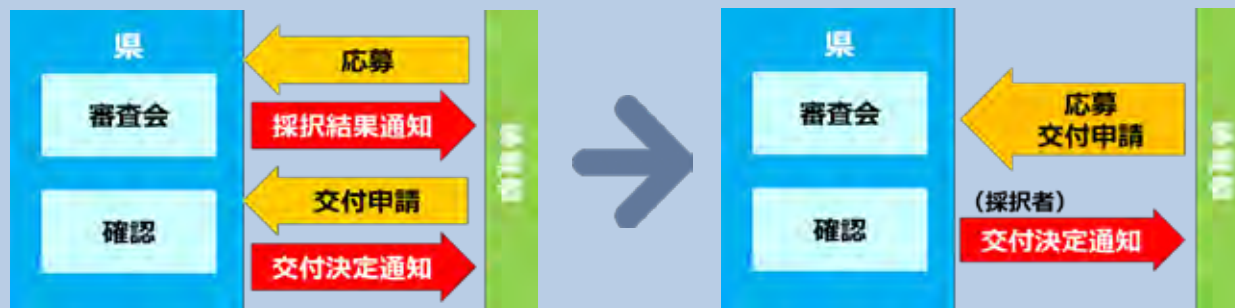 県
審査会
確認
応募
採択結果通知
交付申請
交付決定通知
県
審査会
確認
応募
交付申請
(採択者)
交付決定通知